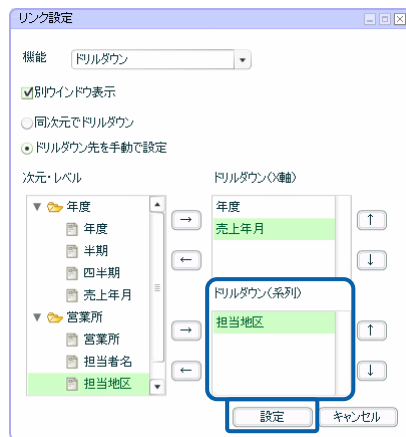 リンク設定
機能 ドリルダウン
別ウインドウ表示
同次元でドリルダウン
ドリルダウン先を手動で設定
次元・レベル
年度
年度
半期
四半期
売上年月
営業所
営業所
担当者名
担当地区
ドリルダウン(X軸)
年度
売上年月
ドリルダウン(系列)
担当地区
設定 キャンセル